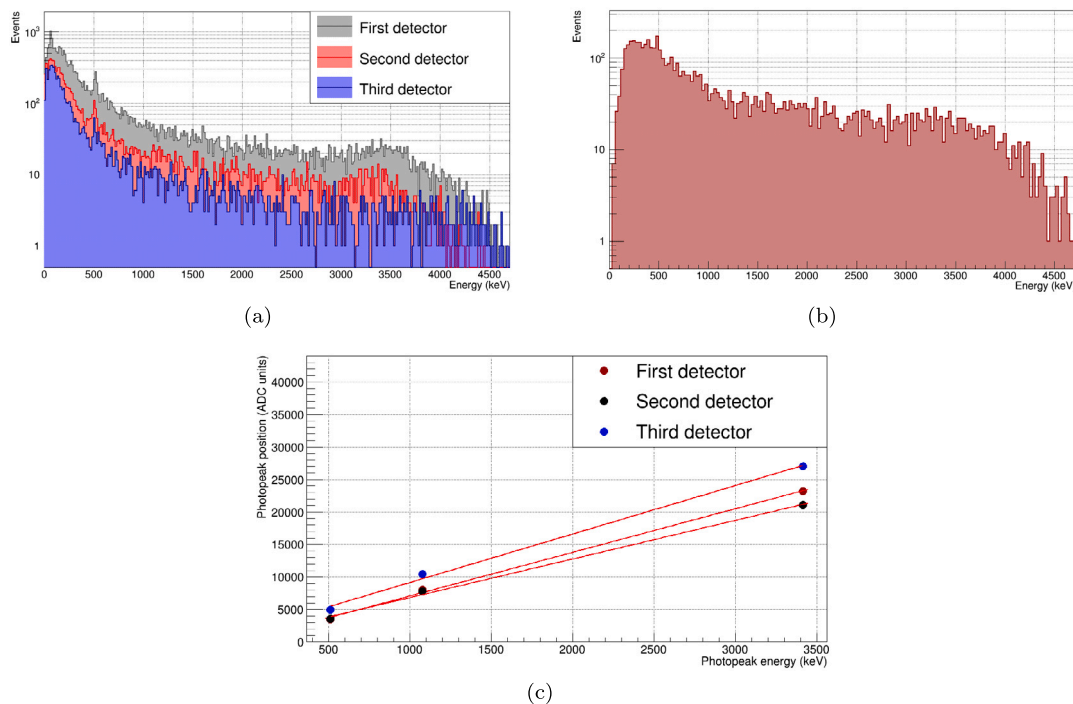 Events
10³
10²
10
1
First detector
Second detector
Third detector
0 500 1000 1500 2000 2500 3000 3500 4000 4500
Energy (keV)
(a)
Events
10²
10
1
0 500 1000 1500 2000 2500 3000 3500 4000 4500
Energy (keV)
(b)
Photopeak position (ADC units)
40000
35000
30000
25000
20000
15000
10000
5000
0
First detector
Second detector
Third detector
500 1000 1500 2000 2500 3000 3500
Photopeak energy (keV)
(c)